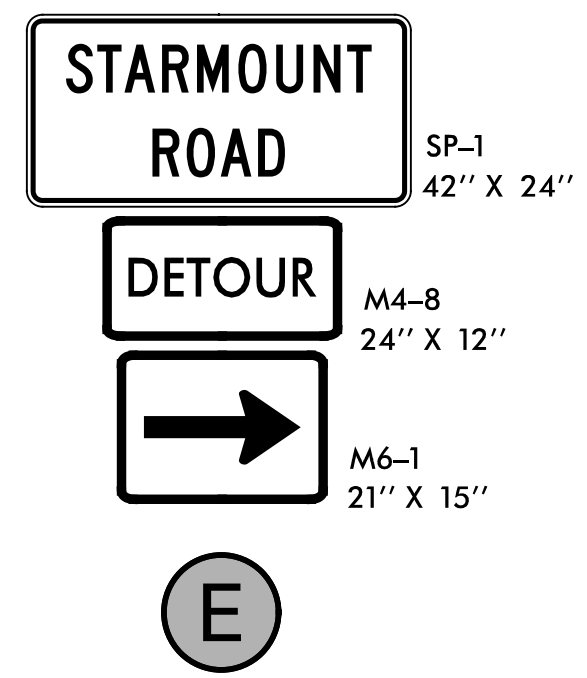 STARMOUNT
ROAD
SP–1
42'' X 24''
DETOUR
M4–8
24'' X 12''
M6–1
21'' X 15''
E